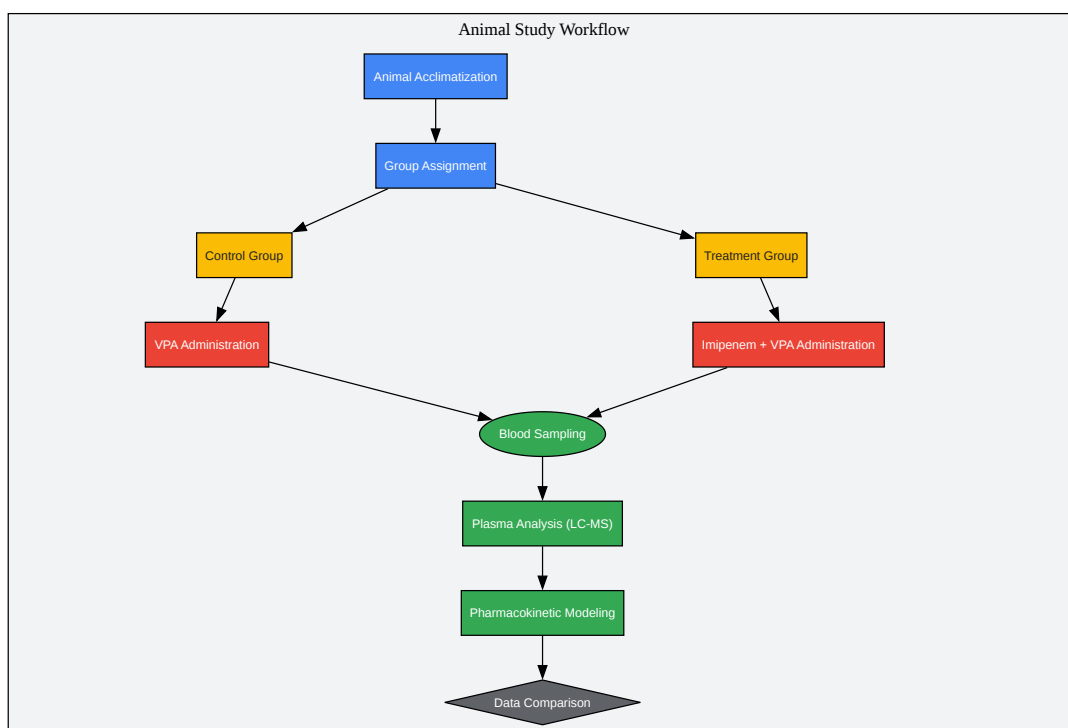 Animal Study Workflow
Animal Acclimatization
Group Assignment
Control Group
Treatment Group
VPA Administration
Imipenem + VPA Administration
Blood Sampling
Plasma Analysis (LC-MS)
Pharmacokinetic Modeling
Data Comparison